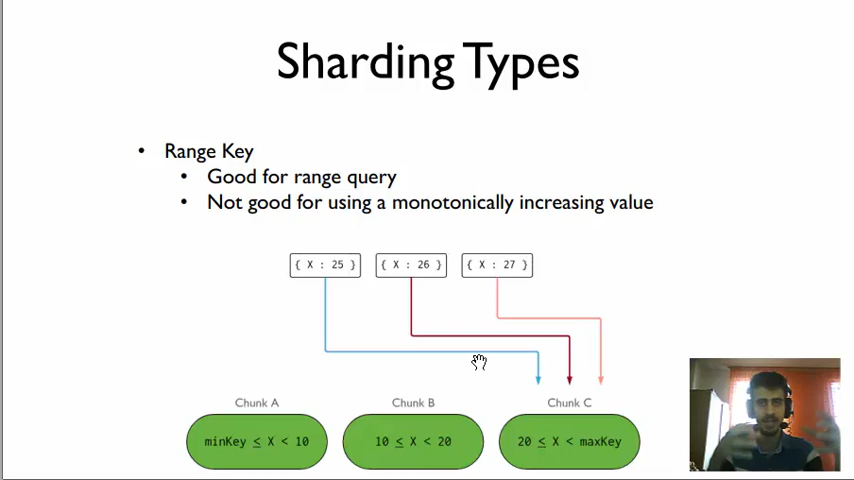 Sharding Types
• Range Key
• Good for range query
• Not good for using a monotonically increasing value
{ X : 25 } { X : 26 } { X : 27 }
Chunk A Chunk B Chunk C
minKey ≤ X < 10 10 ≤ X < 20 20 ≤ X < maxKey